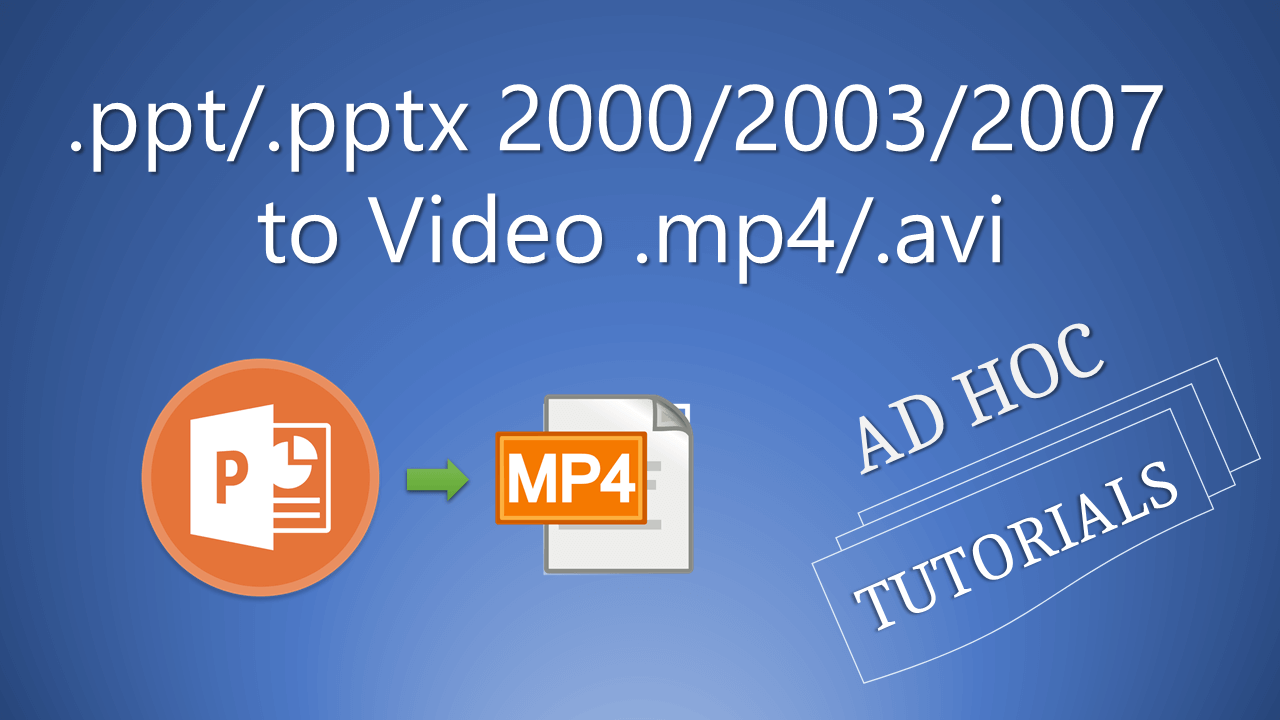 .ppt/.pptx 2000/2003/2007
to Video .mp4/.avi
P
MP4
AD HOC
TUTORIALS